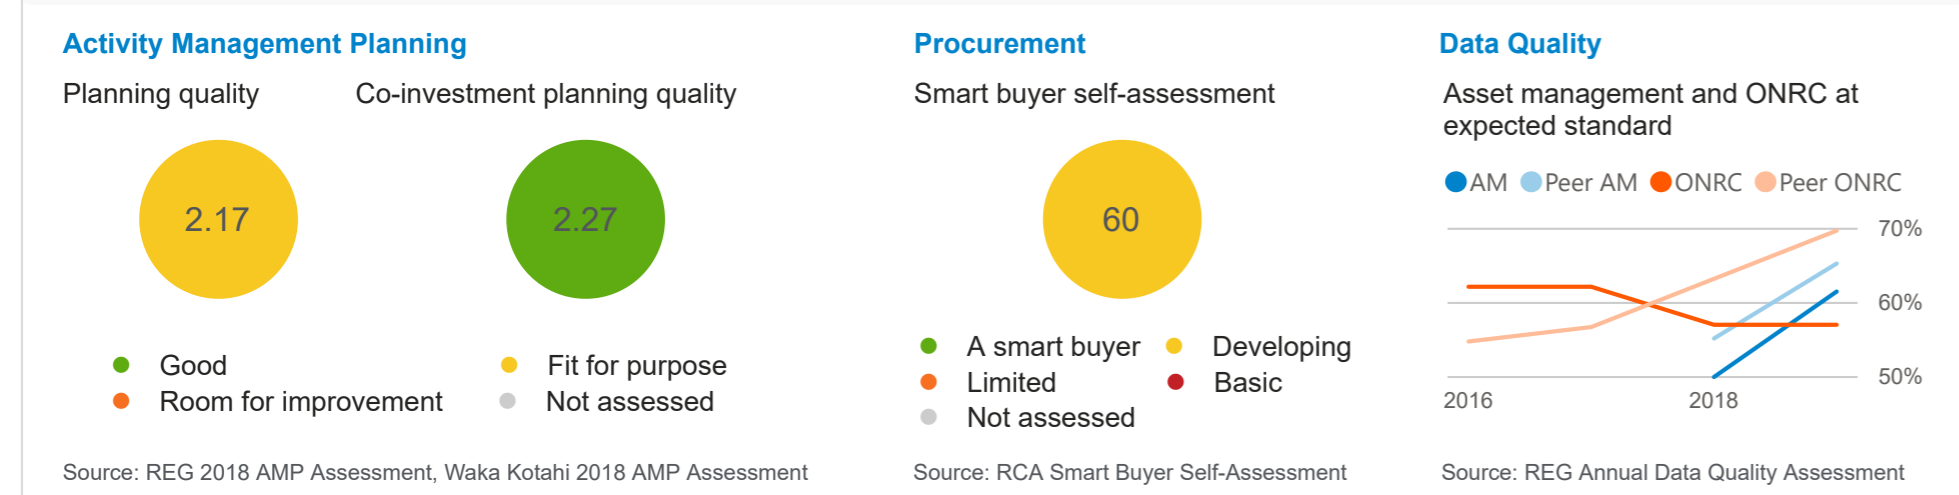 Activity Management Planning
Planning quality
Co-investment planning quality
2.17
2.27
Good
Fit for purpose
Room for improvement
Not assessed
Source: REG 2018 AMP Assessment, Waka Kotahi 2018 AMP Assessment
Procurement
Smart buyer self-assessment
60
A smart buyer
Developing
Limited
Basic
Not assessed
Source: RCA Smart Buyer Self-Assessment
Data Quality
Asset management and ONRC at
expected standard
AM Peer AM ONRC Peer ONRC
70%
60%
50%
2016 2018
Source: REG Annual Data Quality Assessment